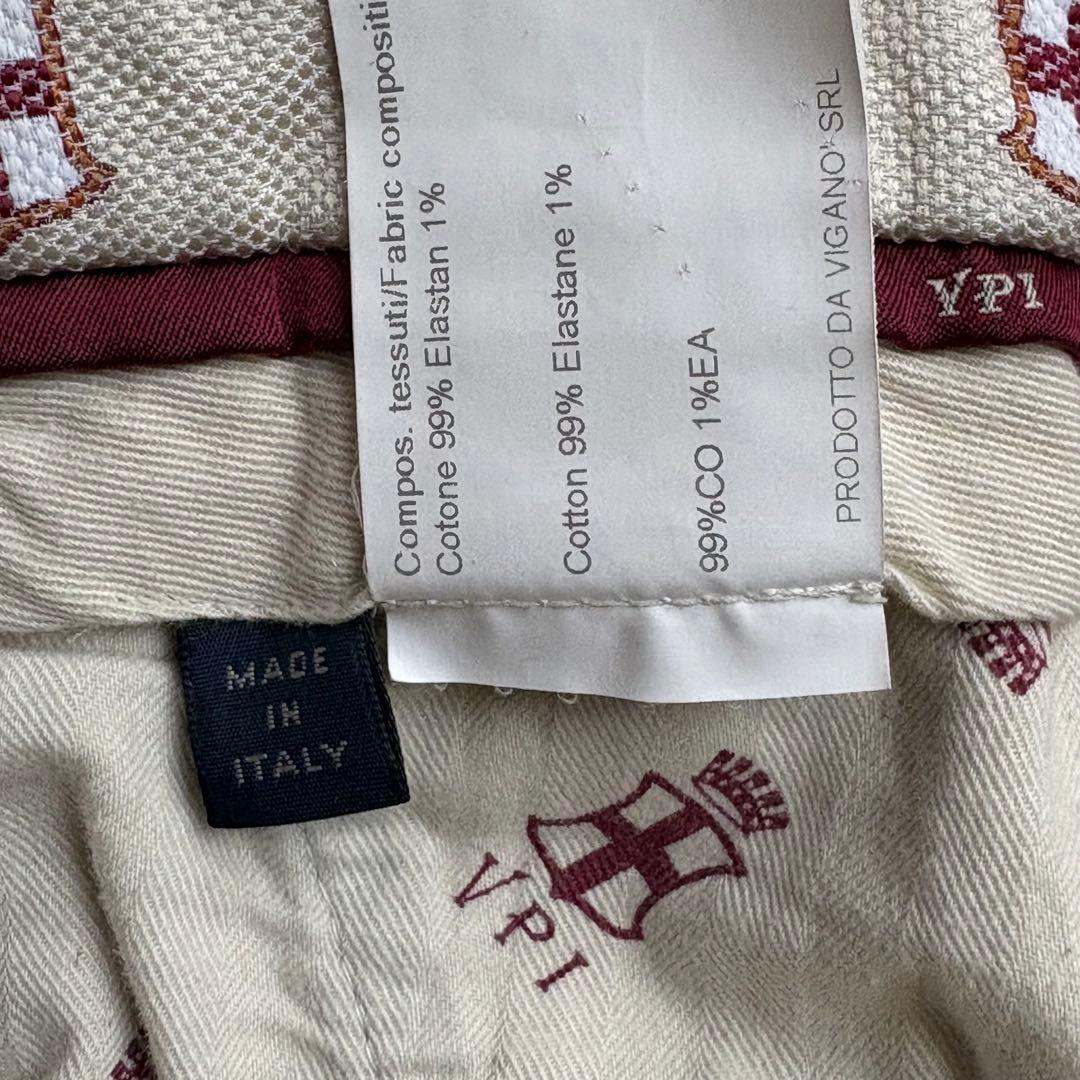 Compos. tessuti/Fabric compositi
Cotone 99% Elastan 1%
Cotton 99% Elastane 1%
99%CO 1%EA
PRODOTTO DA VIGANO' SRL
VPI
MADE
IN
ITALY
VPI